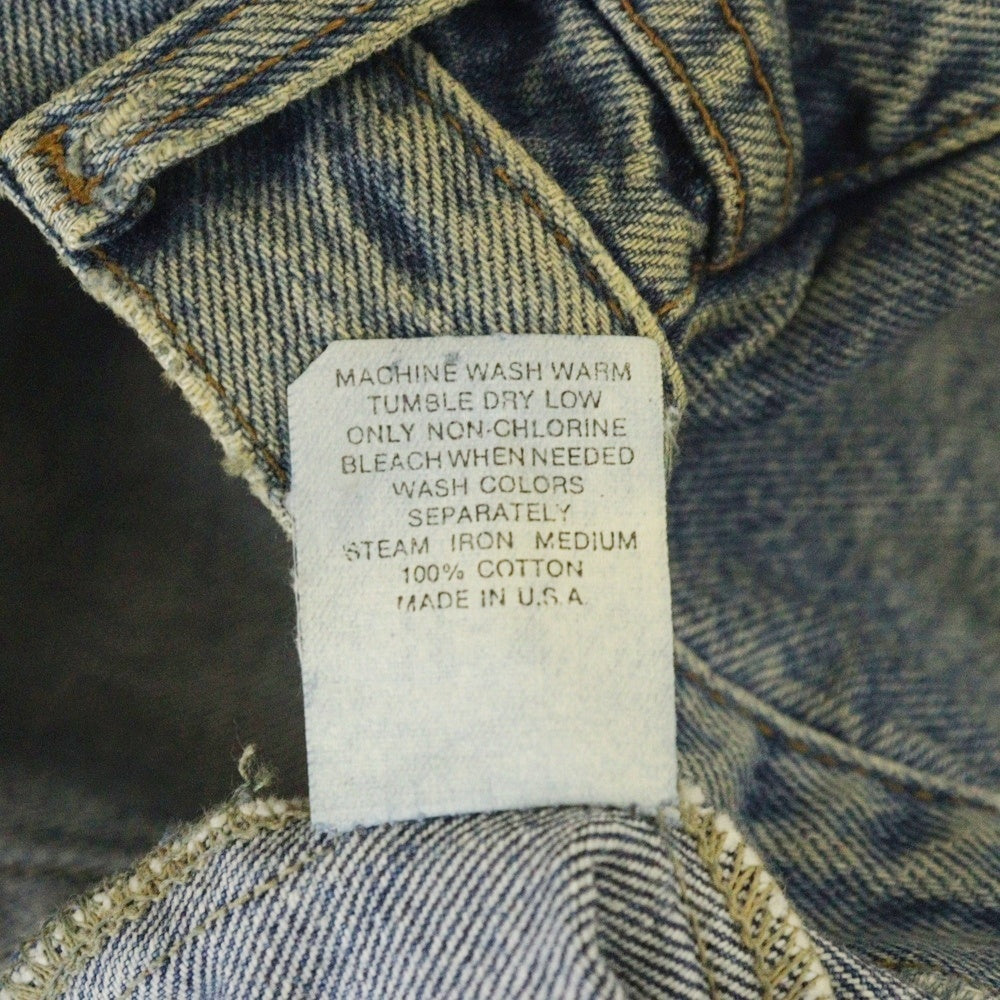 MACHINE WASH WARM
TUMBLE DRY LOW
ONLY NON-CHLORINE
BLEACH WHEN NEEDED
WASH COLORS
SEPARATELY
STEAM IRON MEDIUM
100% COTTON
MADE IN U.S.A.